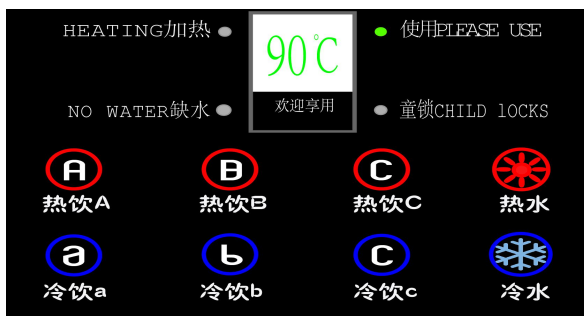 HEATING加热
90℃
使用PLEASE USE
NO WATER缺水
欢迎享用
童锁CHILD lOCKS
A
B
C
热饮A
热饮B
热饮C
热水
a
b
C
冷饮a
冷饮b
冷饮c
冷水